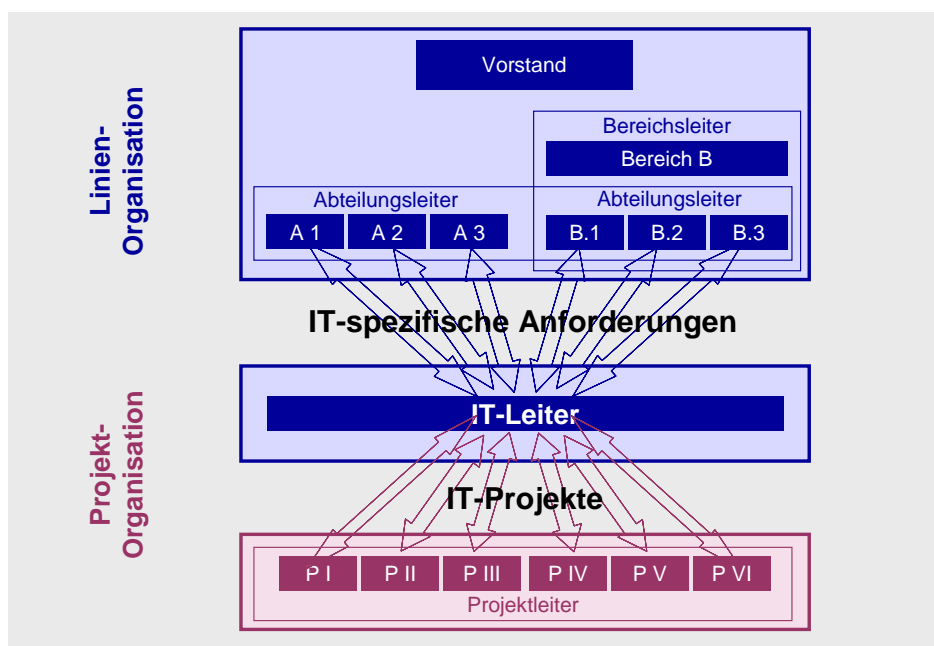 Linien-
Organisation
Vorstand
Bereichsleiter
Bereich B
Abteilungsleiter
Abteilungsleiter
A 1
A 2
A 3
B.1
B.2
B.3
IT-spezifische Anforderungen
Projekt-
Organisation
IT-Leiter
IT-Projekte
P I
P II
P III
P IV
P V
P VI
Projektleiter